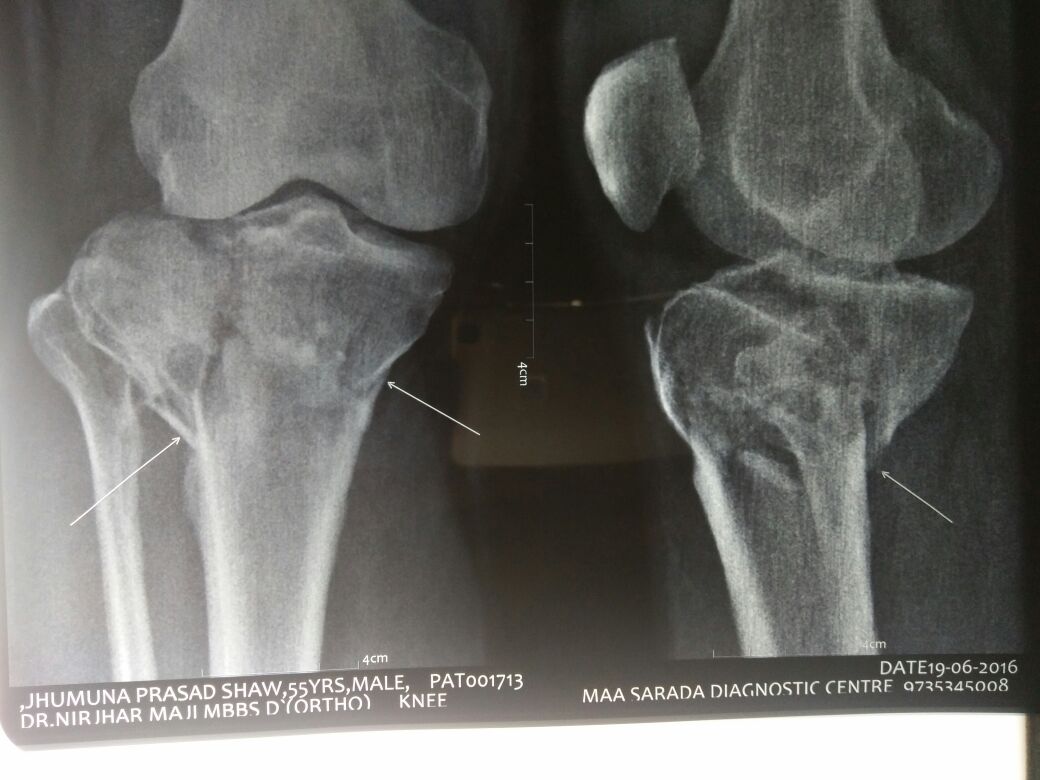 4cm
4cm
4cm
,JHUMUNA PRASAD SHAW,55YRS,MALE, PAT001713
DR.NIRJHAR MAJI MBBS D'(ORTHO) KNEE
DATE19-06-2016
MAA SARADA DIAGNOSTIC CENTRE 9735345008